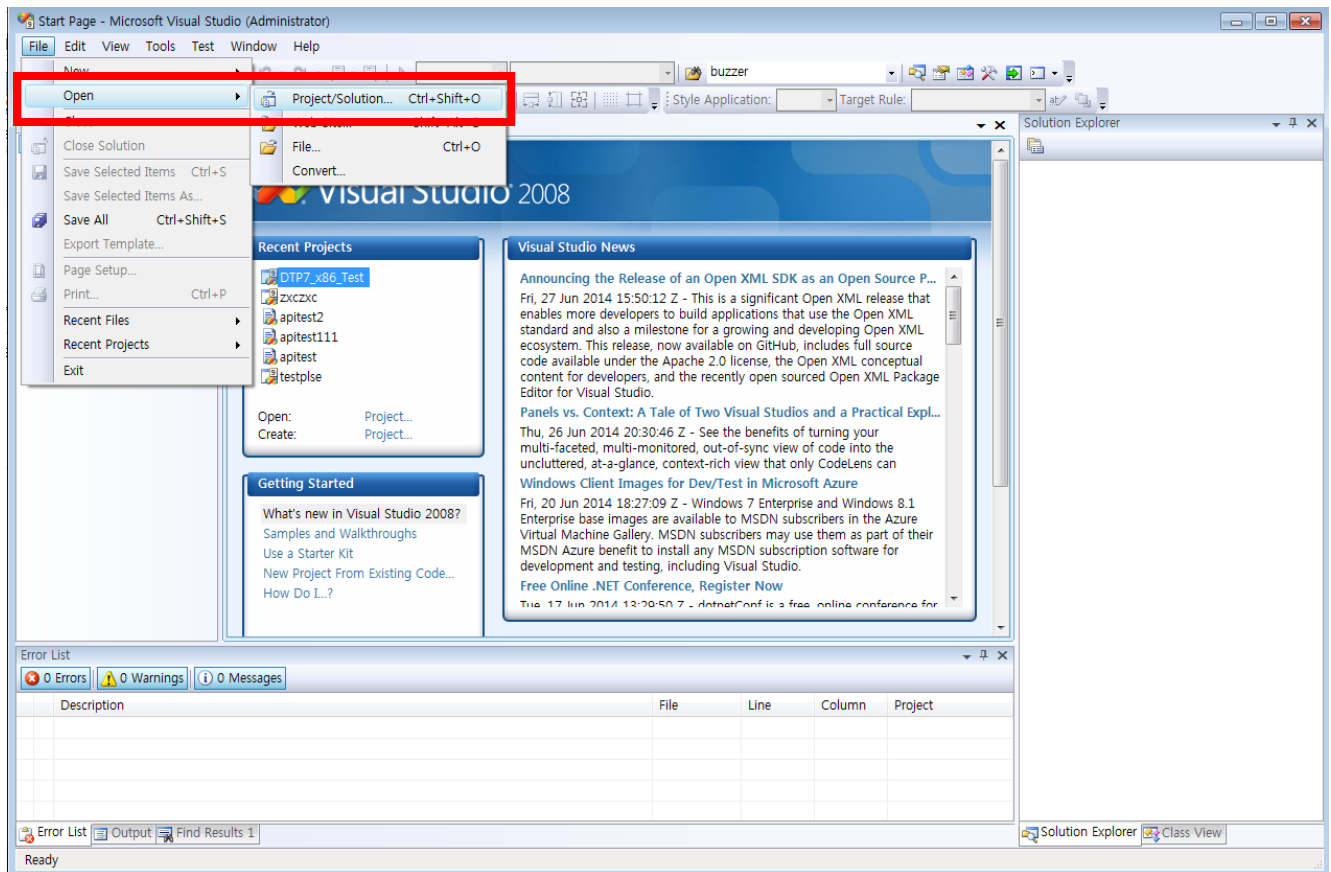 Start Page - Microsoft Visual Studio (Administrator)
File Edit View Tools Test Window Help
buzzer
Open
Project/Solution... Ctrl+Shift+O
Style Application:
Target Rule:
Solution Explorer
Close Solution
File... Ctrl+O
Save Selected Items Ctrl+S
Convert...
Save Selected Items As...
Visual Studio 2008
Save All Ctrl+Shift+S
Export Template...
Page Setup...
Print... Ctrl+P
Recent Files
Recent Projects
Exit
Recent Projects
DTP7_x86_Test
zxczxc
apitest2
apitest111
apitest
testplse
Open: Project...
Create: Project...
Getting Started
What's new in Visual Studio 2008?
Samples and Walkthroughs
Use a Starter Kit
New Project From Existing Code...
How Do I...?
Visual Studio News
Announcing the Release of an Open XML SDK as an Open Source P...
Fri, 27 Jun 2014 15:50:12 Z - This is a significant Open XML release that
enables more developers to build applications that use the Open XML
standard and also a milestone for a growing and developing Open XML
ecosystem. This release, now available on GitHub, includes full source
code available under the Apache 2.0 license, the Open XML conceptual
content for developers, and the recently open sourced Open XML Package
Editor for Visual Studio.
Panels vs. Context: A Tale of Two Visual Studios and a Practical Expl...
Thu, 26 Jun 2014 20:30:46 Z - See the benefits of turning your
multi-faceted, multi-monitored, out-of-sync view of code into the
uncluttered, at-a-glance, context-rich view that only CodeLens can
Windows Client Images for Dev/Test in Microsoft Azure
Fri, 20 Jun 2014 18:27:09 Z - Windows 7 Enterprise and Windows 8.1
Enterprise base images are available to MSDN subscribers in the Azure
Virtual Machine Gallery. MSDN subscribers may use them as part of their
MSDN Azure benefit to install any MSDN subscription software for
development and testing, including Visual Studio.
Free Online .NET Conference, Register Now
Tue, 17 Jun 2014 13:29:50 Z - dotnetConf is a free, online conference for
Error List
0 Errors 0 Warnings 0 Messages
Description File Line Column Project
Error List Output Find Results 1
Solution Explorer Class View
Ready